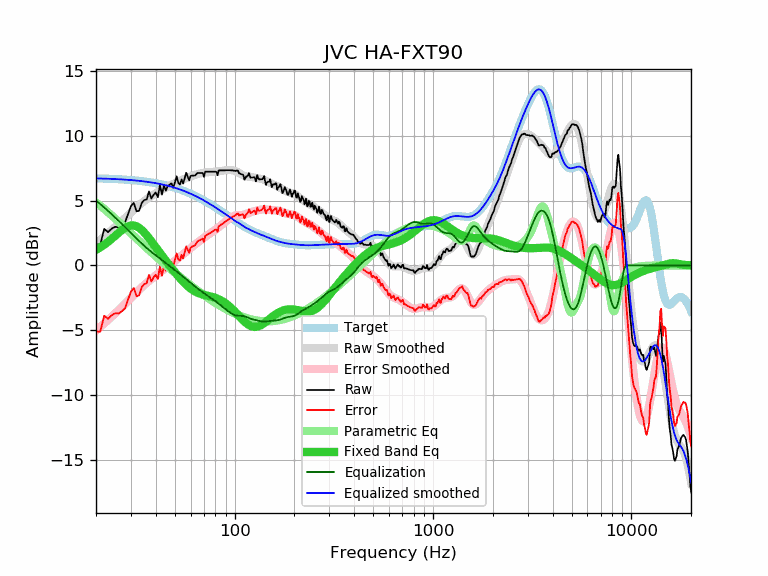 JVC HA-FXT90
15
10
5
0
−5
−10
−15
Amplitude (dBr)
Target
Raw Smoothed
Error Smoothed
Raw
Error
Parametric Eq
Fixed Band Eq
Equalization
Equalized smoothed
100 1000 10000
Frequency (Hz)